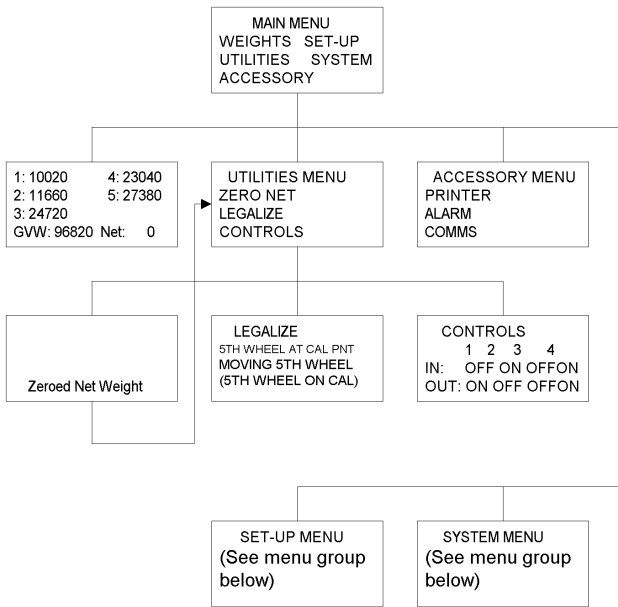 MAIN MENU
WEIGHTS SET-UP
UTILITIES SYSTEM
ACCESSORY
1: 10020 4: 23040
2: 11660 5: 27380
3: 24720
GVW: 96820 Net: 0
UTILITIES MENU
ZERO NET
LEGALIZE
CONTROLS
ACCESSORY MENU
PRINTER
ALARM
COMMS
Zeroed Net Weight
LEGALIZE
5TH WHEEL AT CAL PNT
MOVING 5TH WHEEL
(5TH WHEEL ON CAL)
CONTROLS
1 2 3 4
IN: OFF ON OFFON
OUT: ON OFF OFFON
SET-UP MENU
(See menu group
below)
SYSTEM MENU
(See menu group
below)